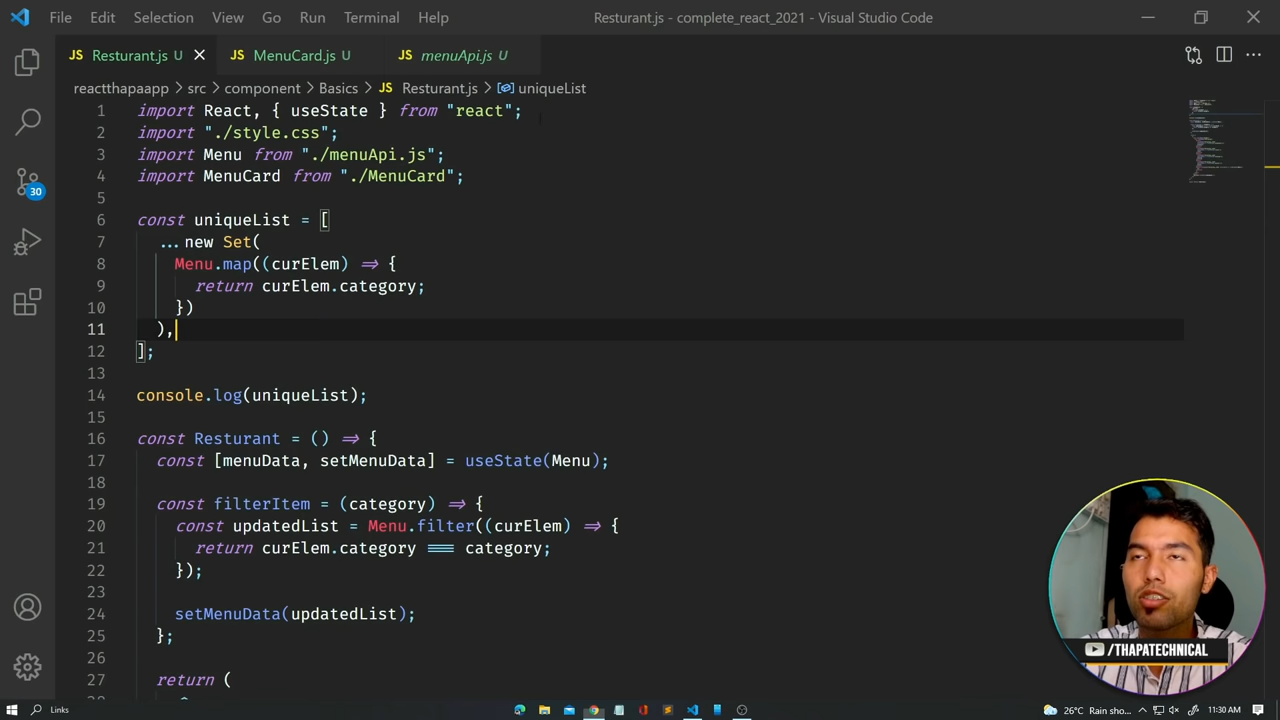 File Edit Selection View Go Run Terminal Help Resturant.js - complete_react_2021 - Visual Studio Code
JS Resturant.js U JS MenuCard.js U JS menuApi.js U
reactthapaapp > src > component > Basics > JS Resturant.js > uniqueList
1 import React, { useState } from "react";
2 import "./style.css";
3 import Menu from "./menuApi.js";
4 import MenuCard from "./MenuCard";
5
6 const uniqueList = [
7 ...new Set(
8 Menu.map((curElem) => {
9 return curElem.category;
10 })
11 ),
12 ];
13
14 console.log(uniqueList);
15
16 const Resturant = () => {
17 const [menuData, setMenuData] = useState(Menu);
18
19 const filterItem = (category) => {
20 const updatedList = Menu.filter((curElem) => {
21 return curElem.category === category;
22 });
23
24 setMenuData(updatedList);
25 };
26
27 return (
30
/THAPATECHNICAL
Links 26°C Rain sho... 11:30 AM